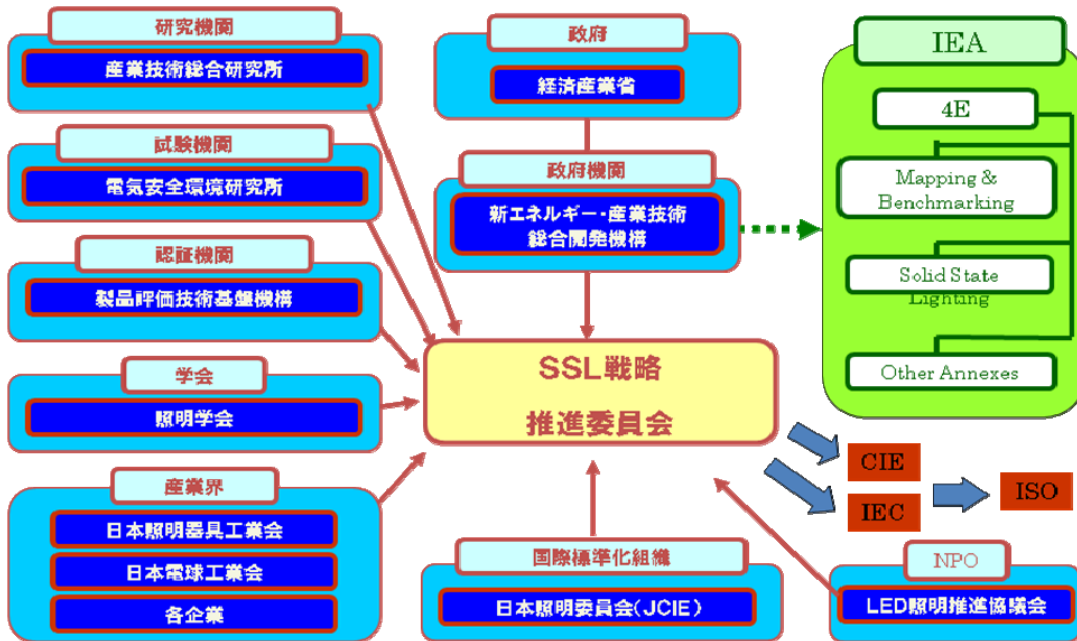 研究機関
産業技術総合研究所
試験機関
電気安全環境研究所
認証機関
製品評価技術基盤機構
学会
照明学会
産業界
日本照明器具工業会
日本電球工業会
各企業
政府
経済産業省
政府機関
新エネルギー・産業技術
総合開発機構
SSL戦略
推進委員会
国際標準化組織
日本照明委員会(JCIE)
IEA
4E
Mapping &
Benchmarking
Solid State
Lighting
Other Annexes
CIE
IEC
ISO
NPO
LED照明推進協議会